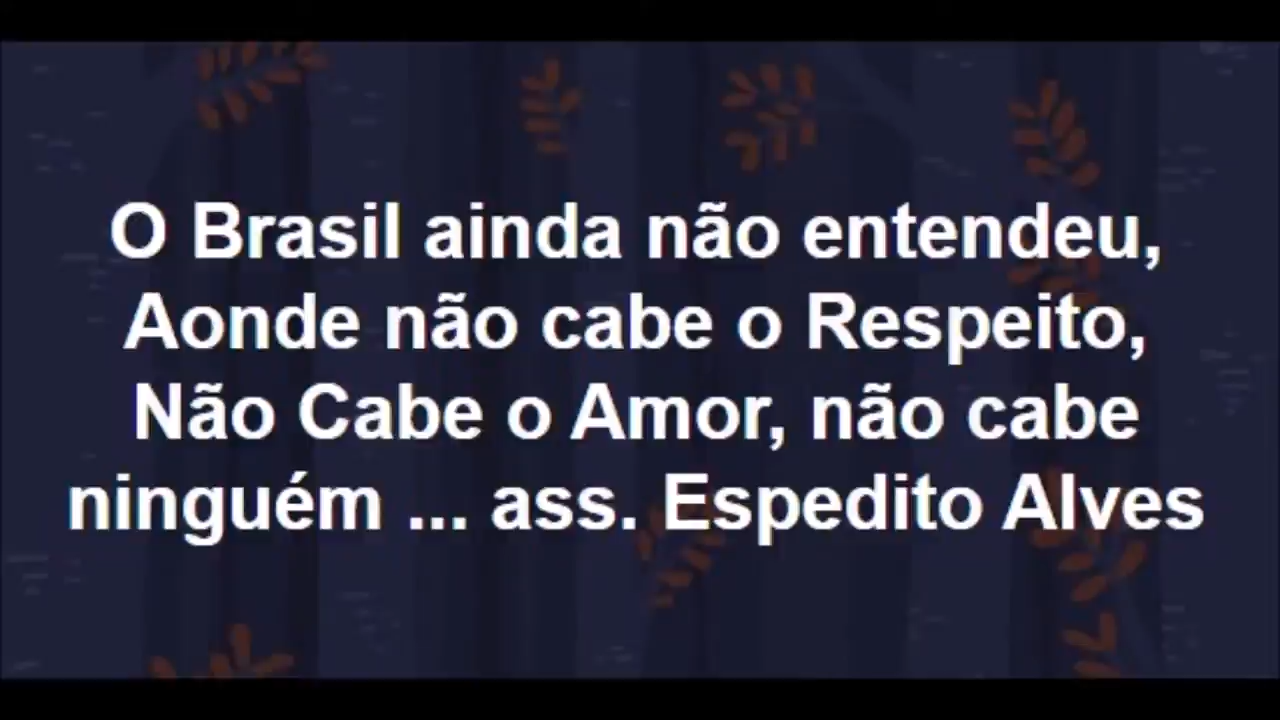 O Brasil ainda não entendeu,
Aonde não cabe o Respeito,
Não Cabe o Amor, não cabe
ninguém ... ass. Espedito Alves